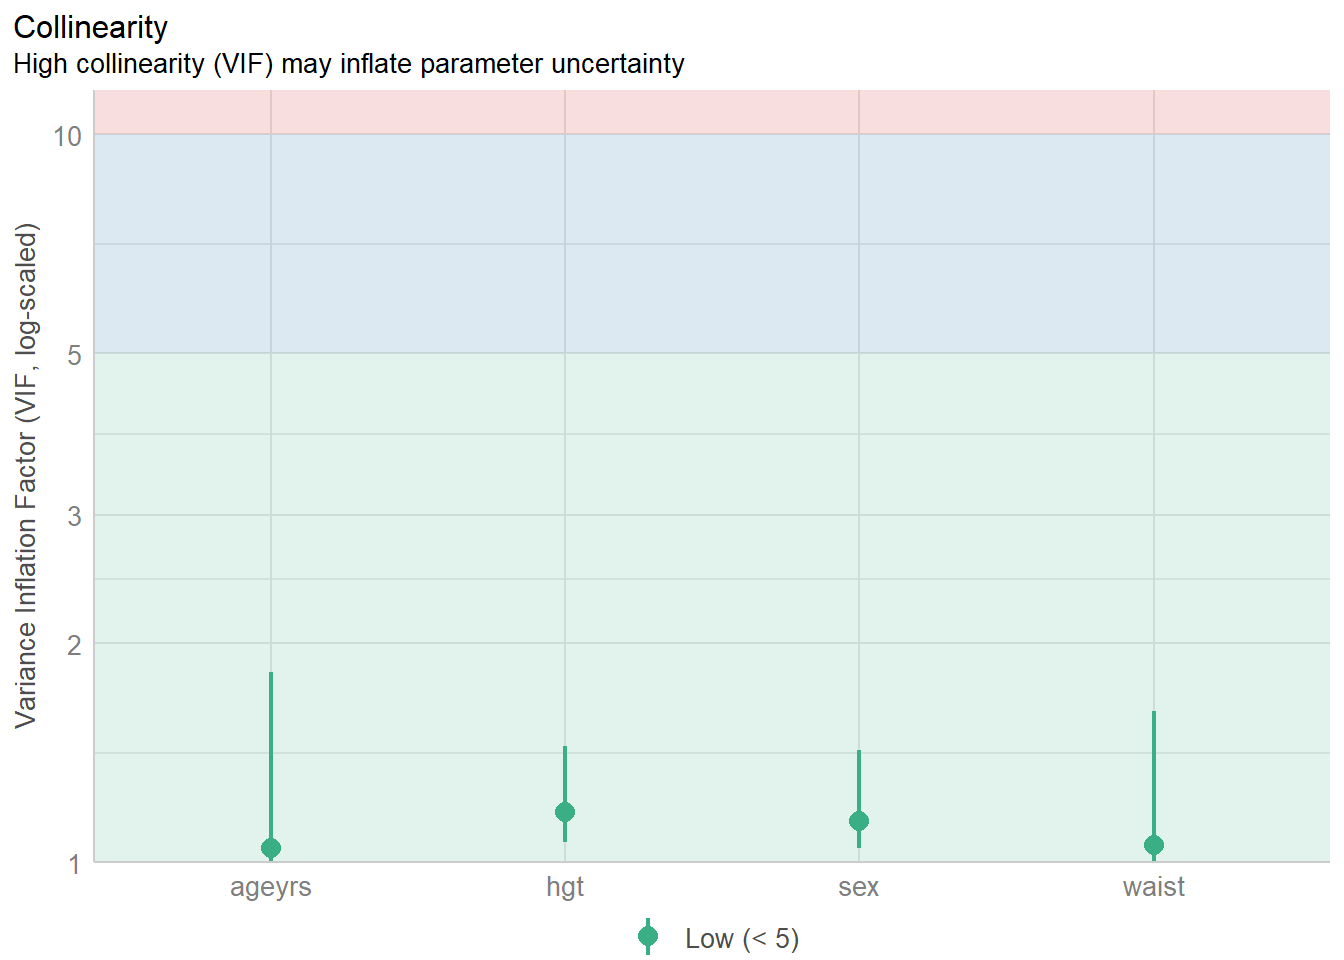 Collinearity
High collinearity (VIF) may inflate parameter uncertainty
Variance Inflation Factor (VIF, log-scaled)
10
5
3
2
1
ageyrs hgt sex waist
Low (< 5)